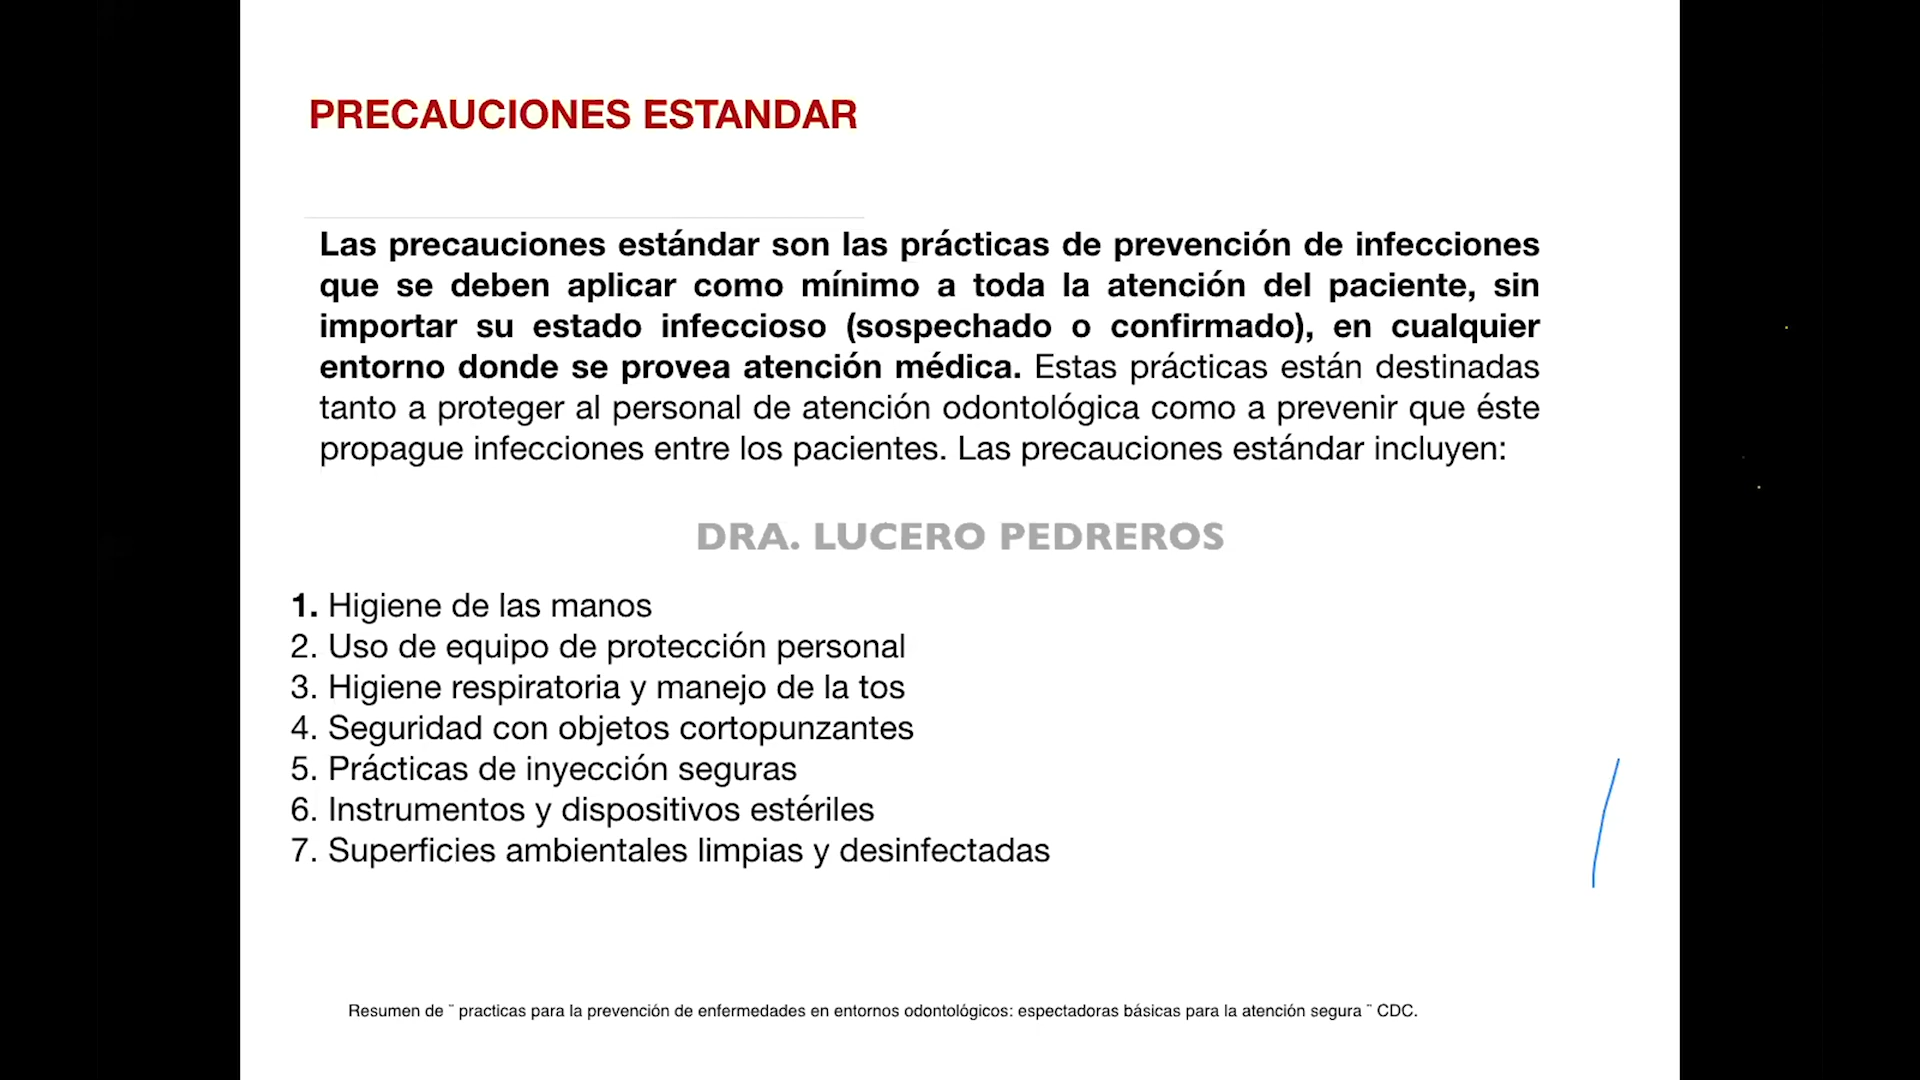 PRECAUCIONES ESTANDAR
Las precauciones estándar son las prácticas de prevención de infecciones
que se deben aplicar como mínimo a toda la atención del paciente, sin
importar su estado infeccioso (sospechado o confirmado), en cualquier
entorno donde se provea atención médica. Estas prácticas están destinadas
tanto a proteger al personal de atención odontológica como a prevenir que éste
propague infecciones entre los pacientes. Las precauciones estándar incluyen:
DRA. LUCERO PEDREROS
1. Higiene de las manos
2. Uso de equipo de protección personal
3. Higiene respiratoria y manejo de la tos
4. Seguridad con objetos cortopunzantes
5. Prácticas de inyección seguras
6. Instrumentos y dispositivos estériles
7. Superficies ambientales limpias y desinfectadas
Resumen de ¨ practicas para la prevención de enfermedades en entornos odontológicos: espectadoras básicas para la atención segura ¨ CDC.